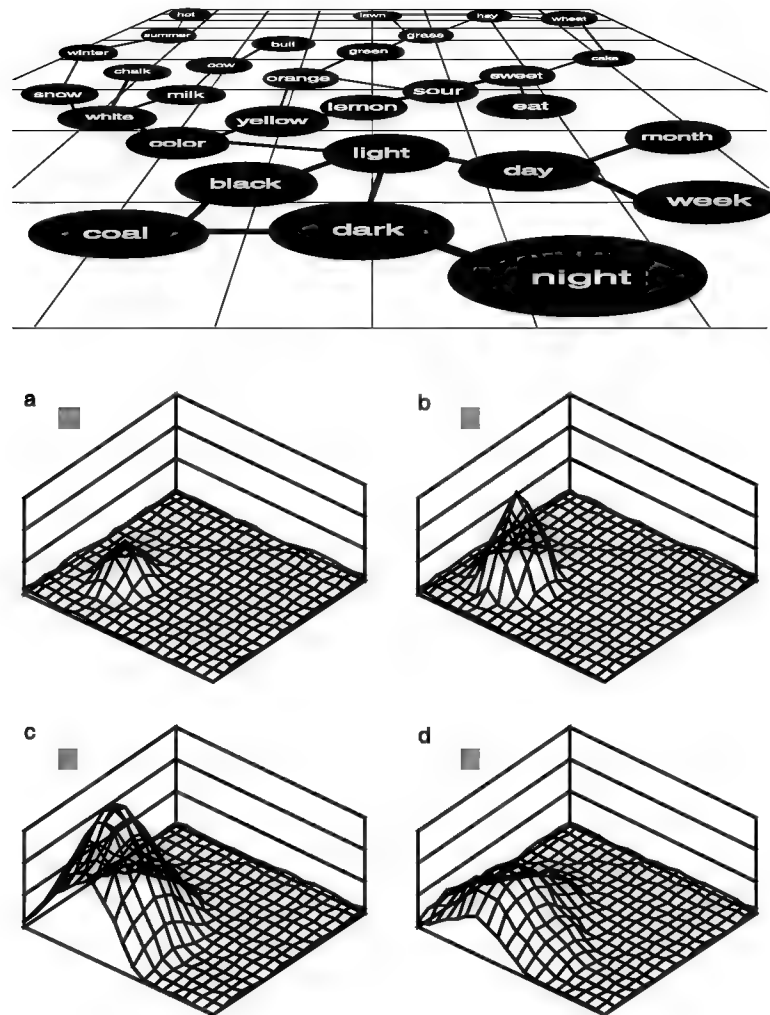 hot lawn hay wheat
summer grass
winter bull green cake
chalk cow orange sweet
snow milk lemon sour eat
white yellow
color light month
black day week
coal dark
night
a b
c d